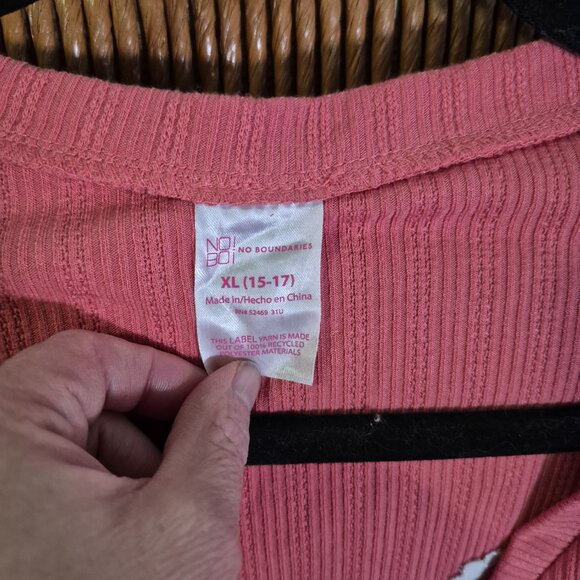 NO!
BO! NO BOUNDARIES
XL (15-17)
Made in/Hecho en China
RN# 52469 31U
THIS LABEL YARN IS MADE
OUT OF 100% RECYCLED
POLYESTER MATERIALS